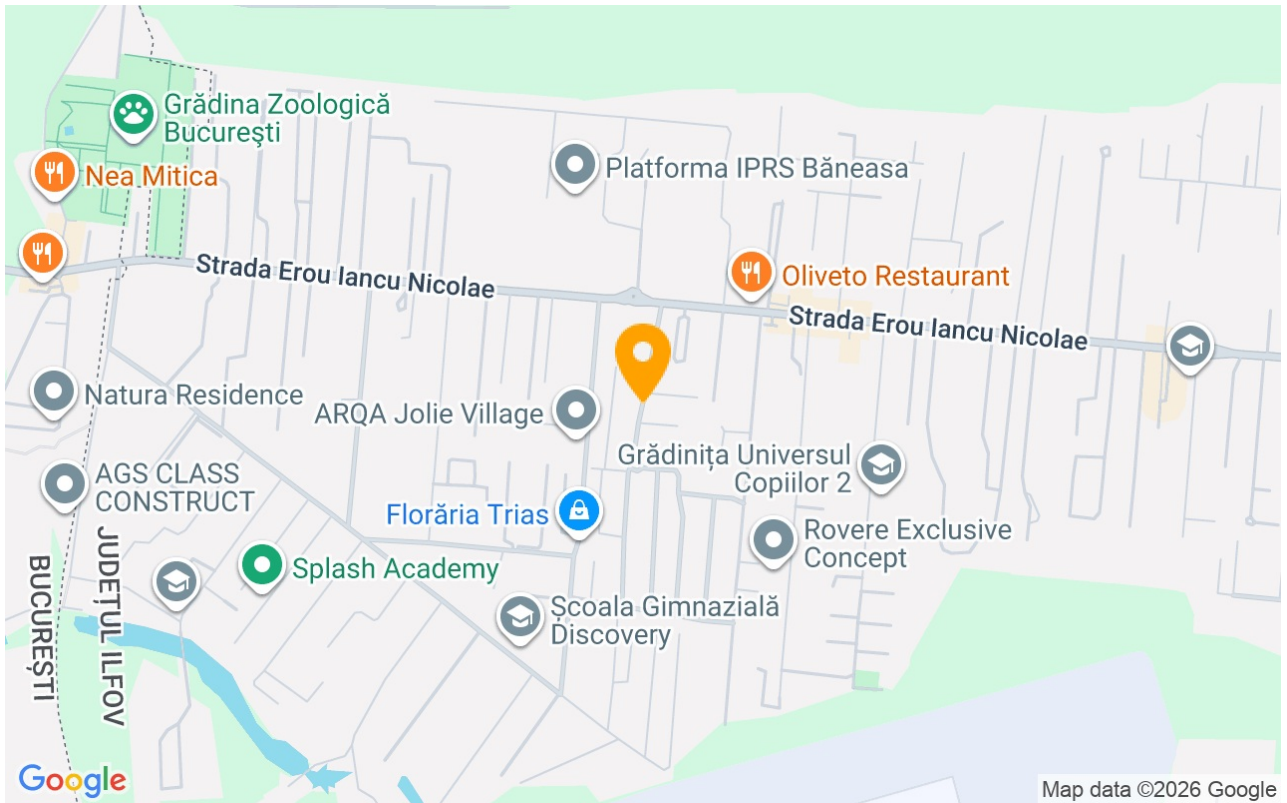 Grădina Zoologică
București
Nea Mitica
Platforma IPRS Băneasa
Strada Erou Iancu Nicolae
Oliveto Restaurant
Strada Erou Iancu Nicolae
Natura Residence
ARQA Jolie Village
Grădinița Universul
Copiilor 2
AGS CLASS
CONSTRUCT
Florăria Trias
Rovere Exclusive
Concept
Splash Academy
Școala Gimnazială
Discovery
BUCUREȘTI
JUDEȚUL ILFOV
Google
Map data ©2026 Google